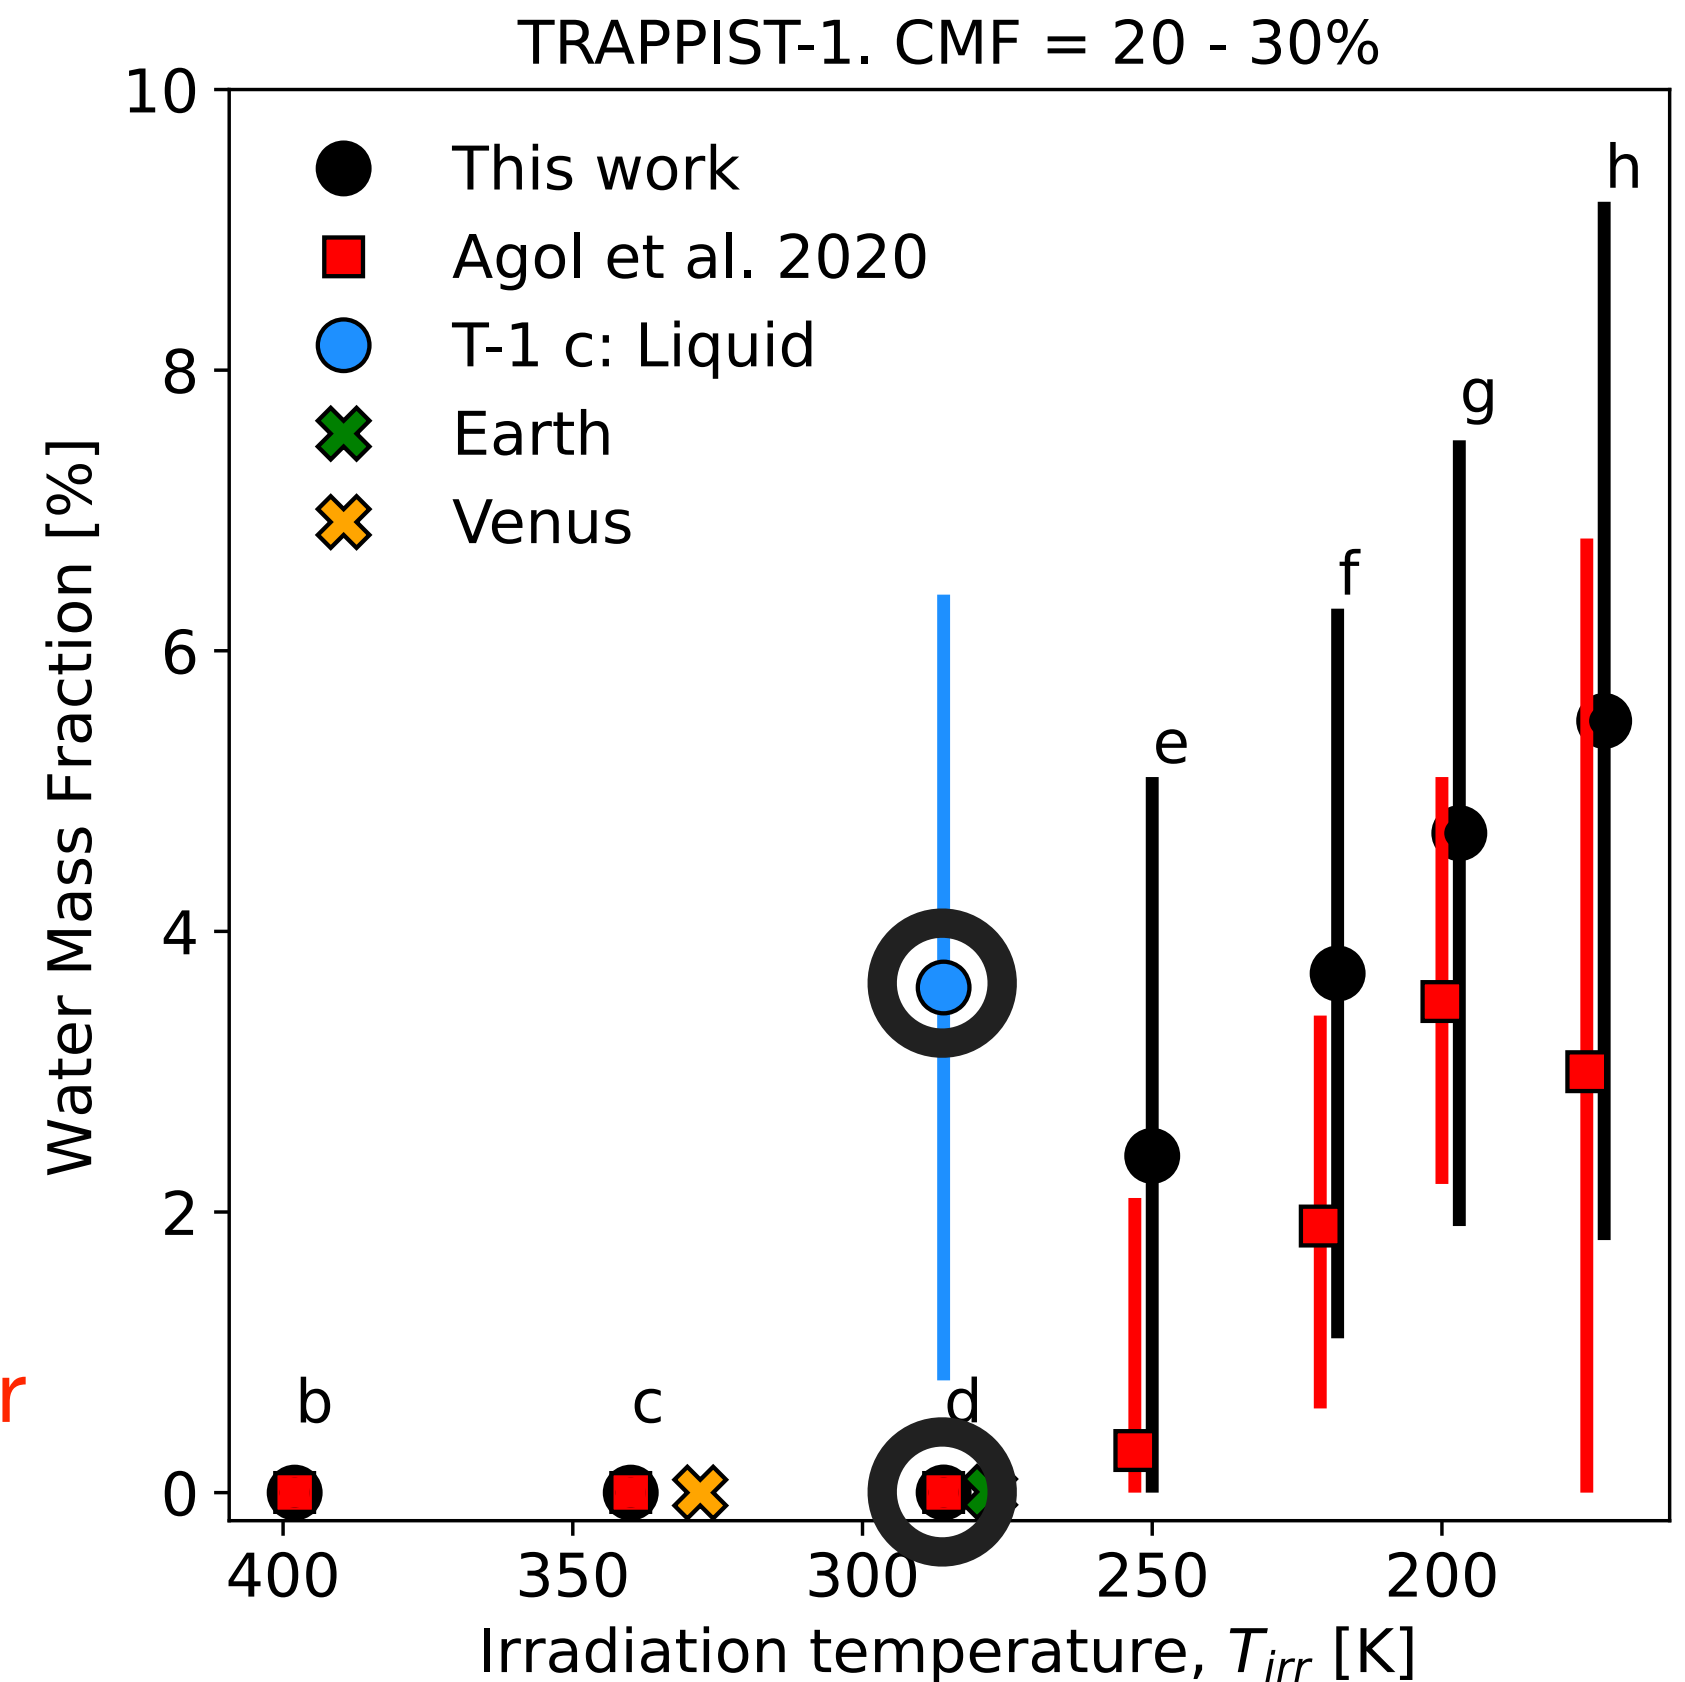 TRAPPIST-1. CMF = 20 - 30%
10
8
6
4
2
0
Water Mass Fraction [%]
This work
Agol et al. 2020
T-1 c: Liquid
Earth
Venus
b
c
d
e
f
g
h
r
400 350 300 250 200
Irradiation temperature, T_irr [K]